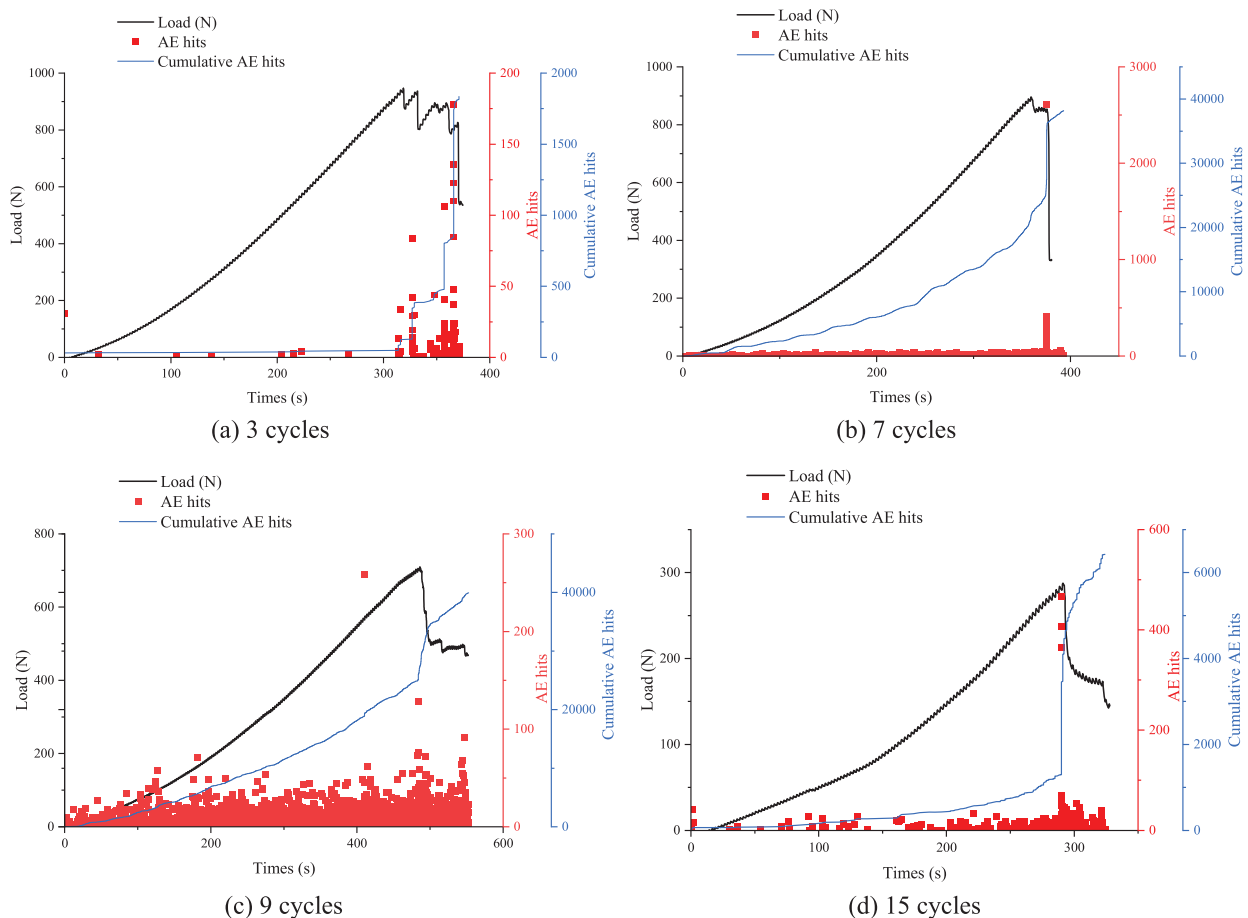 Load (N)
AE hits
Cumulative AE hits
1000
800
600
400
200
0
Load (N)
0
100
200
300
400
Times (s)
200
150
100
50
0
AE hits
2000
1500
1000
500
0
Cumulative AE hits
(a) 3 cycles
Load (N)
AE hits
Cumulative AE hits
1000
800
600
400
200
0
Load (N)
0
200
400
Times (s)
3000
2000
1000
0
AE hits
40000
30000
20000
10000
0
Cumulative AE hits
(b) 7 cycles
Load (N)
AE hits
Cumulative AE hits
800
600
400
200
0
Load (N)
0
200
400
600
Times (s)
300
200
100
0
AE hits
40000
20000
0
Cumulative AE hits
(c) 9 cycles
Load (N)
AE hits
Cumulative AE hits
300
200
100
0
Load (N)
0
100
200
300
Times (s)
600
400
200
0
AE hits
6000
4000
2000
0
Cumulative AE hits
(d) 15 cycles